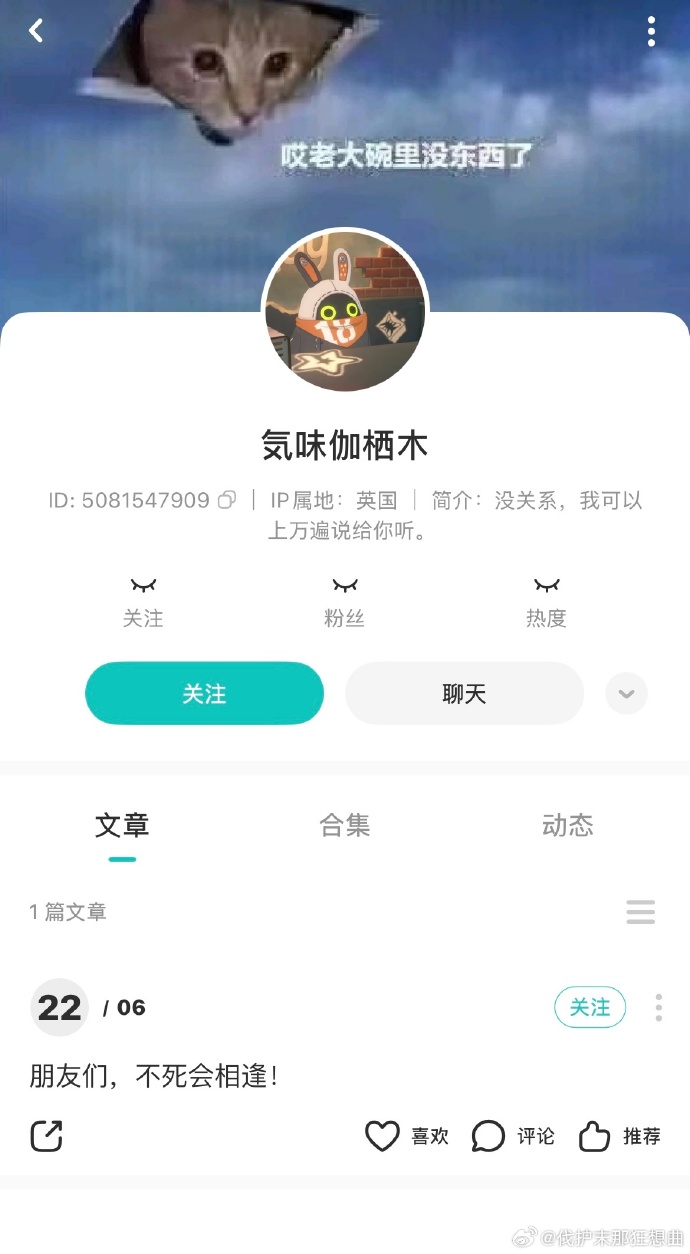 哎老大碗里没东西了
18
気味伽栖木
ID: 5081547909 | IP属地：英国 | 简介：没关系，我可以
上万遍说给你听。
关注 粉丝 热度
关注 聊天
文章 合集 动态
1 篇文章
22 / 06 关注
朋友们，不死会相逢！
喜欢 评论 推荐
@代护末那狂想曲